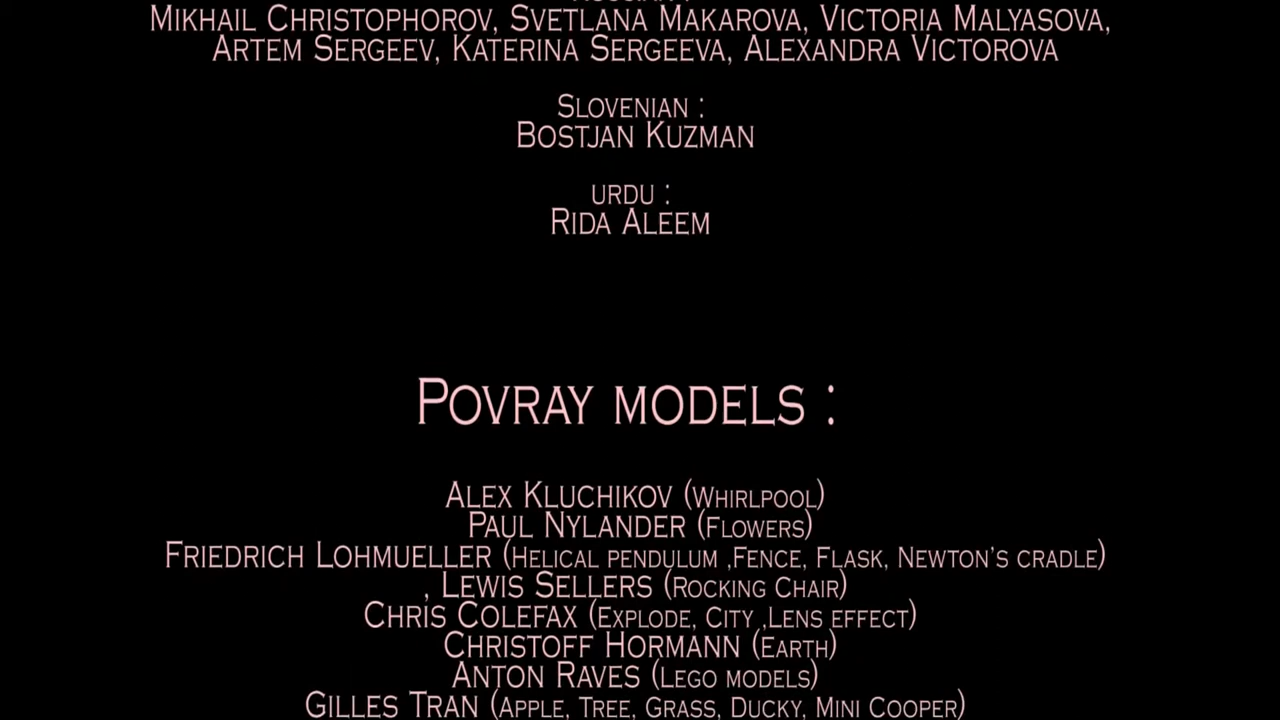 Mikhail Christophorov, Svetlana Makarova, Victoria Malyasova,
Artem Sergeev, Katerina Sergeeva, Alexandra Victorova
Slovenian :
Bostjan Kuzman
urdu :
Rida Aleem
Povray models :
Alex Kluchikov (Whirlpool)
Paul Nylander (Flowers)
Friedrich Lohmueller (Helical pendulum ,Fence, Flask, Newton's cradle)
, Lewis Sellers (Rocking Chair)
Chris Colefax (Explode, City ,Lens effect)
Christoff Hormann (Earth)
Anton Raves (Lego models)
Gilles Tran (Apple, Tree, Grass, Ducky, Mini Cooper)